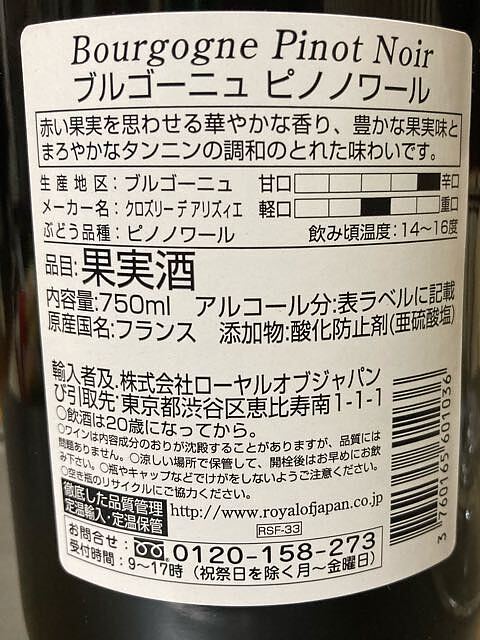 Bourgogne Pinot Noir
ブルゴーニュ ピノノワール
赤い果実を思わせる華やかな香り、豊かな果実味と
まろやかなタンニンの調和のとれた味わいです。
生産地区：ブルゴーニュ 甘口 辛口
メーカー名：クロズリー デ アリズィエ 軽口 重口
ぶどう品種：ピノノワール 飲み頃温度：14～16度
品目:果実酒
内容量:750ml アルコール分:表ラベルに記載
原産国名:フランス 添加物:酸化防止剤(亜硫酸塩)
輸入者及 株式会社ローヤルオブジャパン
び引取先:東京都渋谷区恵比寿南1-1-1
○飲酒は20歳になってから。
○ワインは内容成分のおりが沈殿することがありますが、品質には
問題ありません。○涼しい場所で保管して、開栓後はお早めにお飲
み下さい。○瓶やキャップなどでけがをしないようご注意ください。
○空き瓶のリサイクルにご協力ください。
徹底した品質管理
定温輸入・定温保管 http://www.royalofjapan.co.jp
RSF-33
お問合せ： 0120-158-273
受付時間：9～17時（祝祭日を除く月～金曜日）
3 760165 601036